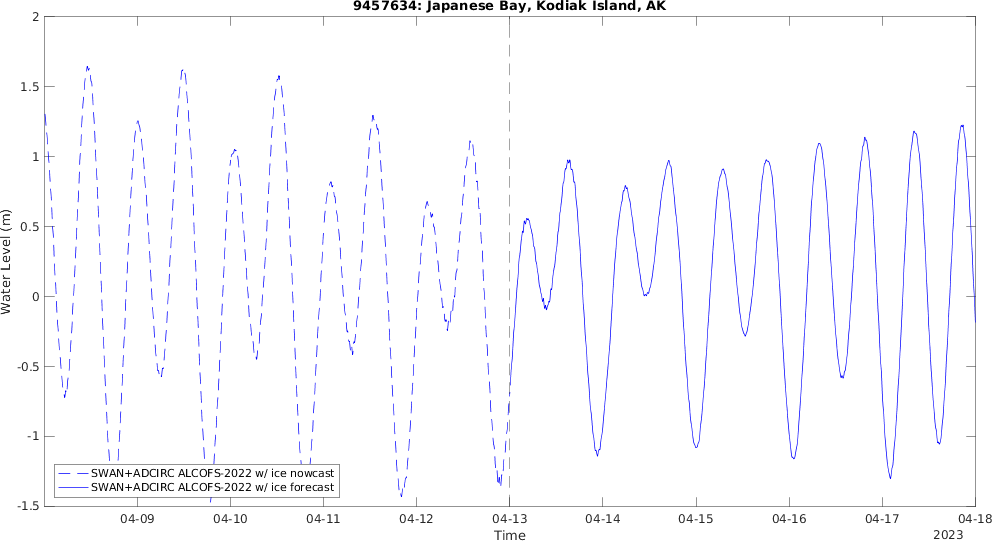 9457634: Japanese Bay, Kodiak Island, AK
2
1.5
1
0.5
0
-0.5
-1
-1.5
Water Level (m)
SWAN+ADCIRC ALCOFS-2022 w/ ice nowcast
SWAN+ADCIRC ALCOFS-2022 w/ ice forecast
04-09 04-10 04-11 04-12 04-13 04-14 04-15 04-16 04-17 04-18
Time
2023